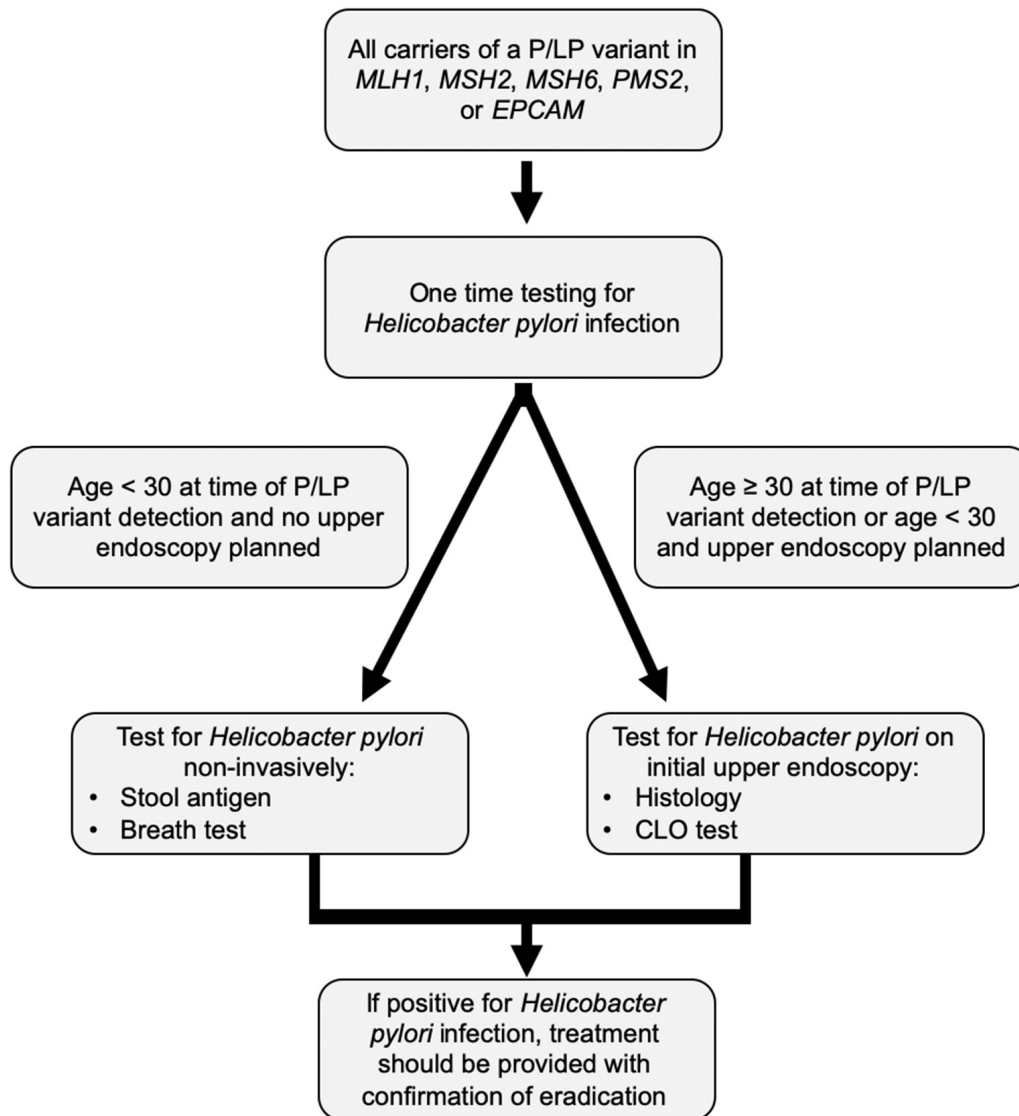 All carriers of a P/LP variant in
MLH1, MSH2, MSH6, PMS2,
or EPCAM
One time testing for
Helicobacter pylori infection
Age < 30 at time of P/LP
variant detection and no upper
endoscopy planned
Age ≥ 30 at time of P/LP
variant detection or age < 30
and upper endoscopy planned
Test for Helicobacter pylori
non-invasively:
• Stool antigen
• Breath test
Test for Helicobacter pylori on
initial upper endoscopy:
• Histology
• CLO test
If positive for Helicobacter
pylori infection, treatment
should be provided with
confirmation of eradication